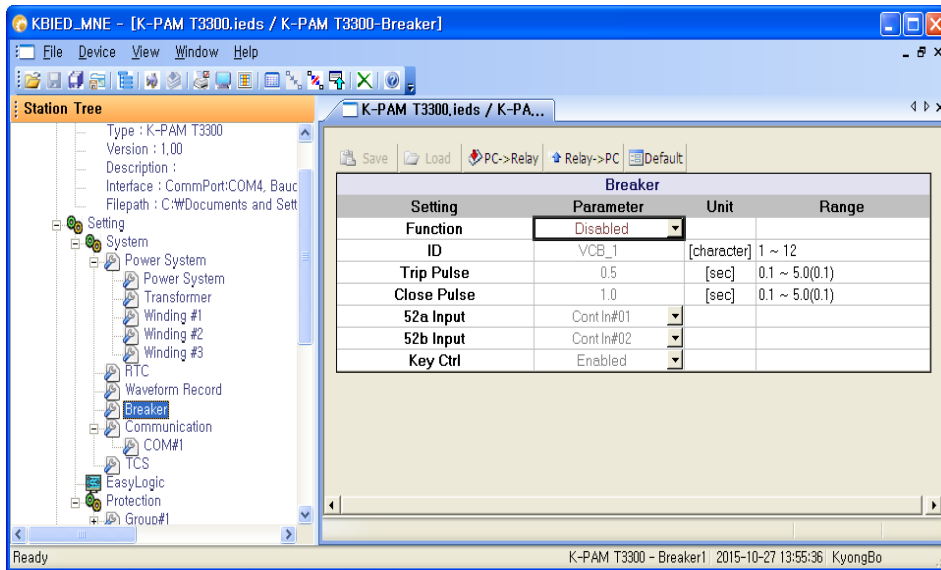 KBIED_MNE - [K-PAM T3300.ieds / K-PAM T3300-Breaker]
File Device View Window Help
Station Tree
Type : K-PAM T3300
Version : 1,00
Description :
Interface : CommPort:COM4, Baud
Filepath : C:₩Documents and Sett
Setting
System
Power System
Power System
Transformer
Winding #1
Winding #2
Winding #3
RTC
Waveform Record
Breaker
Communication
COM#1
TCS
EasyLogic
Protection
Group#1
K-PAM T3300,ieds / K-PA...
Save Load PC->Relay Relay->PC Default
Breaker
Setting Parameter Unit Range
Function Disabled
ID VCB_1 [character] 1 ~ 12
Trip Pulse 0.5 [sec] 0.1 ~ 5.0(0.1)
Close Pulse 1.0 [sec] 0.1 ~ 5.0(0.1)
52a Input Cont In#01
52b Input Cont In#02
Key Ctrl Enabled
Ready K-PAM T3300 - Breaker1 2015-10-27 13:55:36 KyongBo